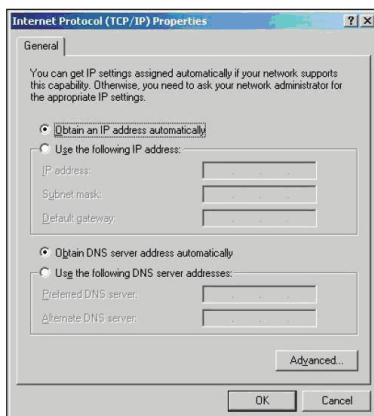 Internet Protocol (TCP/IP) Properties
General
You can get IP settings assigned automatically if your network supports
this capability. Otherwise, you need to ask your network administrator for
the appropriate IP settings.
Obtain an IP address automatically
Use the following IP address:
IP address:
Subnet mask:
Default gateway:
Obtain DNS server address automatically
Use the following DNS server addresses:
Preferred DNS server:
Alternate DNS server:
Advanced...
OK Cancel